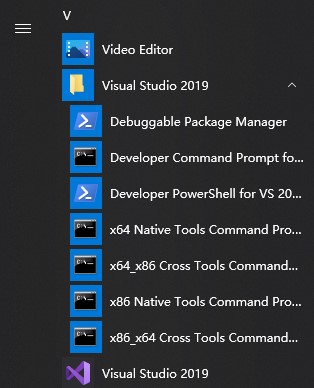 V
Video Editor
Visual Studio 2019
Debuggable Package Manager
Developer Command Prompt fo...
Developer PowerShell for VS 20...
x64 Native Tools Command Pro...
x64_x86 Cross Tools Command...
x86 Native Tools Command Pro...
x86_x64 Cross Tools Command...
Visual Studio 2019